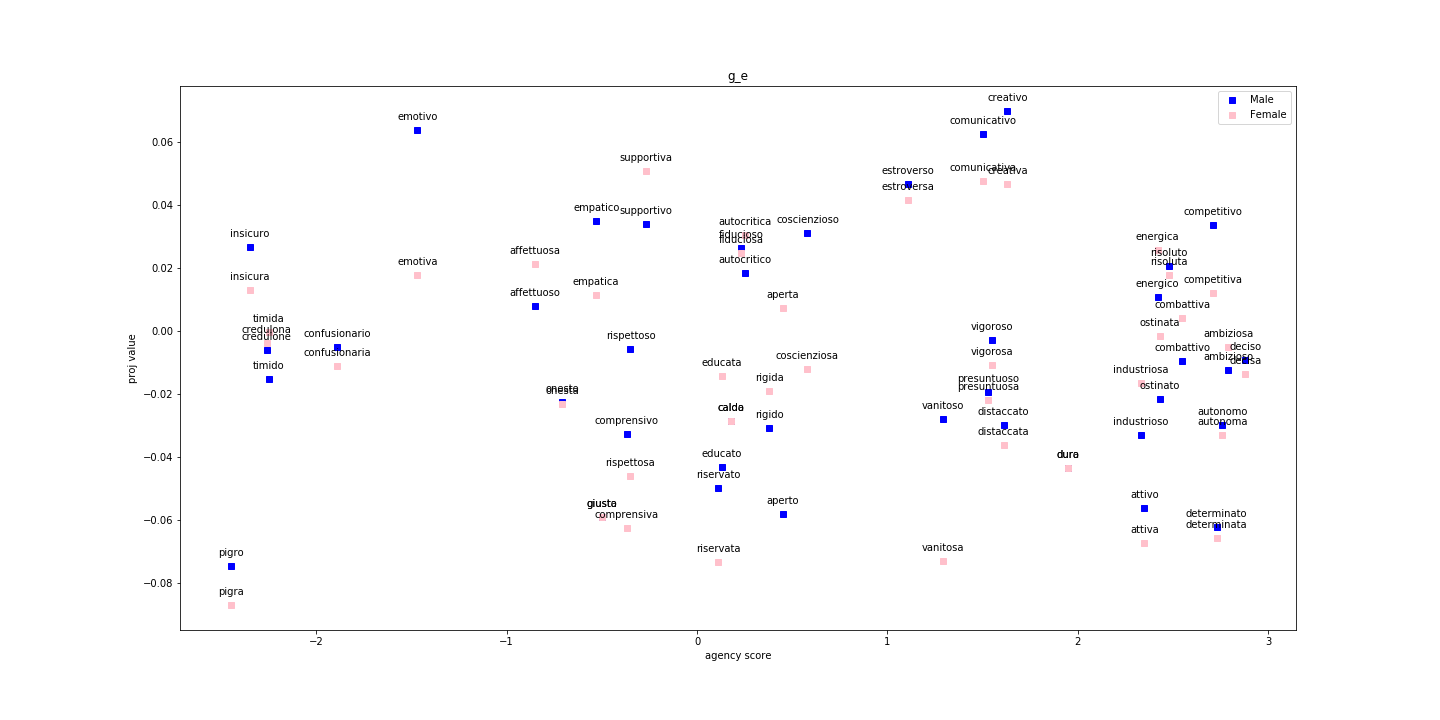 g_e
Male
Female
creativo
emotivo
comunicativo
0.06
supportiva
comunicativa
creativa
estroverso
estroversa
0.04
empatico
supportivo
competitivo
autocritica
coscienzioso
insicuro
fiducioso
fiduciosa
energica
risoluto
affettuosa
autocritico
risoluta
0.02
insicura
emotiva
empatica
energico
competitiva
affettuoso
aperta
combattiva
timida
ostinata
0.00
credulona
credulone
confusionario
rispettoso
vigoroso
ambiziosa
deciso
confusionaria
vigorosa
combattivo
ambizioso
decisa
timido
educata
coscienziosa
industriosa
−0.02
onesto
onesta
rigida
presuntuoso
presuntuosa
ostinato
calda
vanitoso
distaccato
autonomo
comprensivo
rigido
industrioso
autonoma
distaccata
−0.04
rispettosa
educato
riservato
attivo
giusta
comprensiva
aperto
determinato
determinata
−0.06
attiva
pigro
riservata
vanitosa
−0.08
pigra
proj value
−2
−1
0
1
2
3
agency score